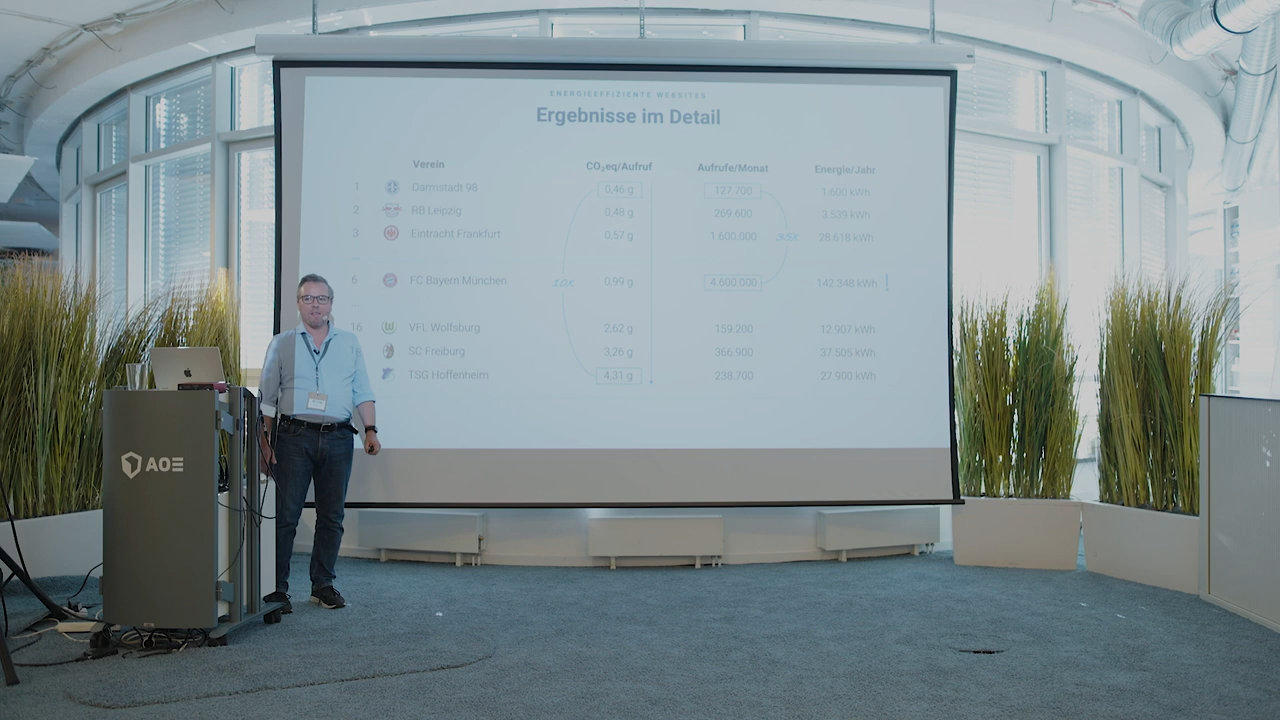 ENERGIEEFFIZIENTE WEBSITES
Ergebnisse im Detail
Verein CO₂eq/Aufruf Aufrufe/Monat Energie/Jahr
1 Darmstadt 98 0,46 g 127.700 1.600 kWh
2 RB Leipzig 0,48 g 269.600 3.539 kWh
3 Eintracht Frankfurt 0,57 g 1.600.000 28.618 kWh
35X
6 FC Bayern München 0,99 g 4.600.000 142.348 kWh !
10X
16 VFL Wolfsburg 2,62 g 159.200 12.907 kWh
SC Freiburg 3,26 g 366.900 37.505 kWh
TSG Hoffenheim 4,31 g 238.700 27.900 kWh
AOE